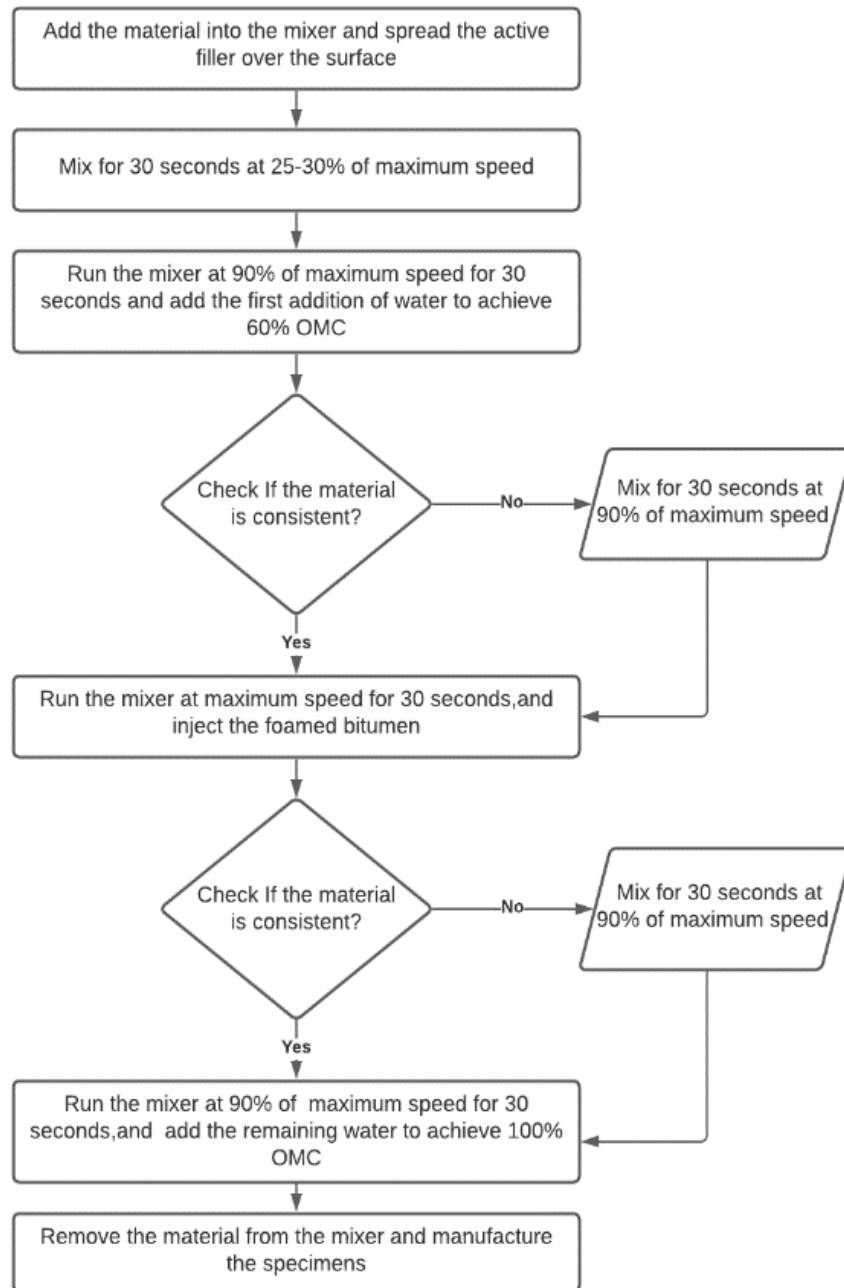 Add the material into the mixer and spread the active
filler over the surface
Mix for 30 seconds at 25-30% of maximum speed
Run the mixer at 90% of maximum speed for 30
seconds and add the first addition of water to achieve
60% OMC
Check If the material
is consistent?
No
Mix for 30 seconds at
90% of maximum speed
Yes
Run the mixer at maximum speed for 30 seconds,and
inject the foamed bitumen
Check If the material
is consistent?
No
Mix for 30 seconds at
90% of maximum speed
Yes
Run the mixer at 90% of  maximum speed for 30
seconds,and  add the remaining water to achieve 100%
OMC
Remove the material from the mixer and manufacture
the specimens